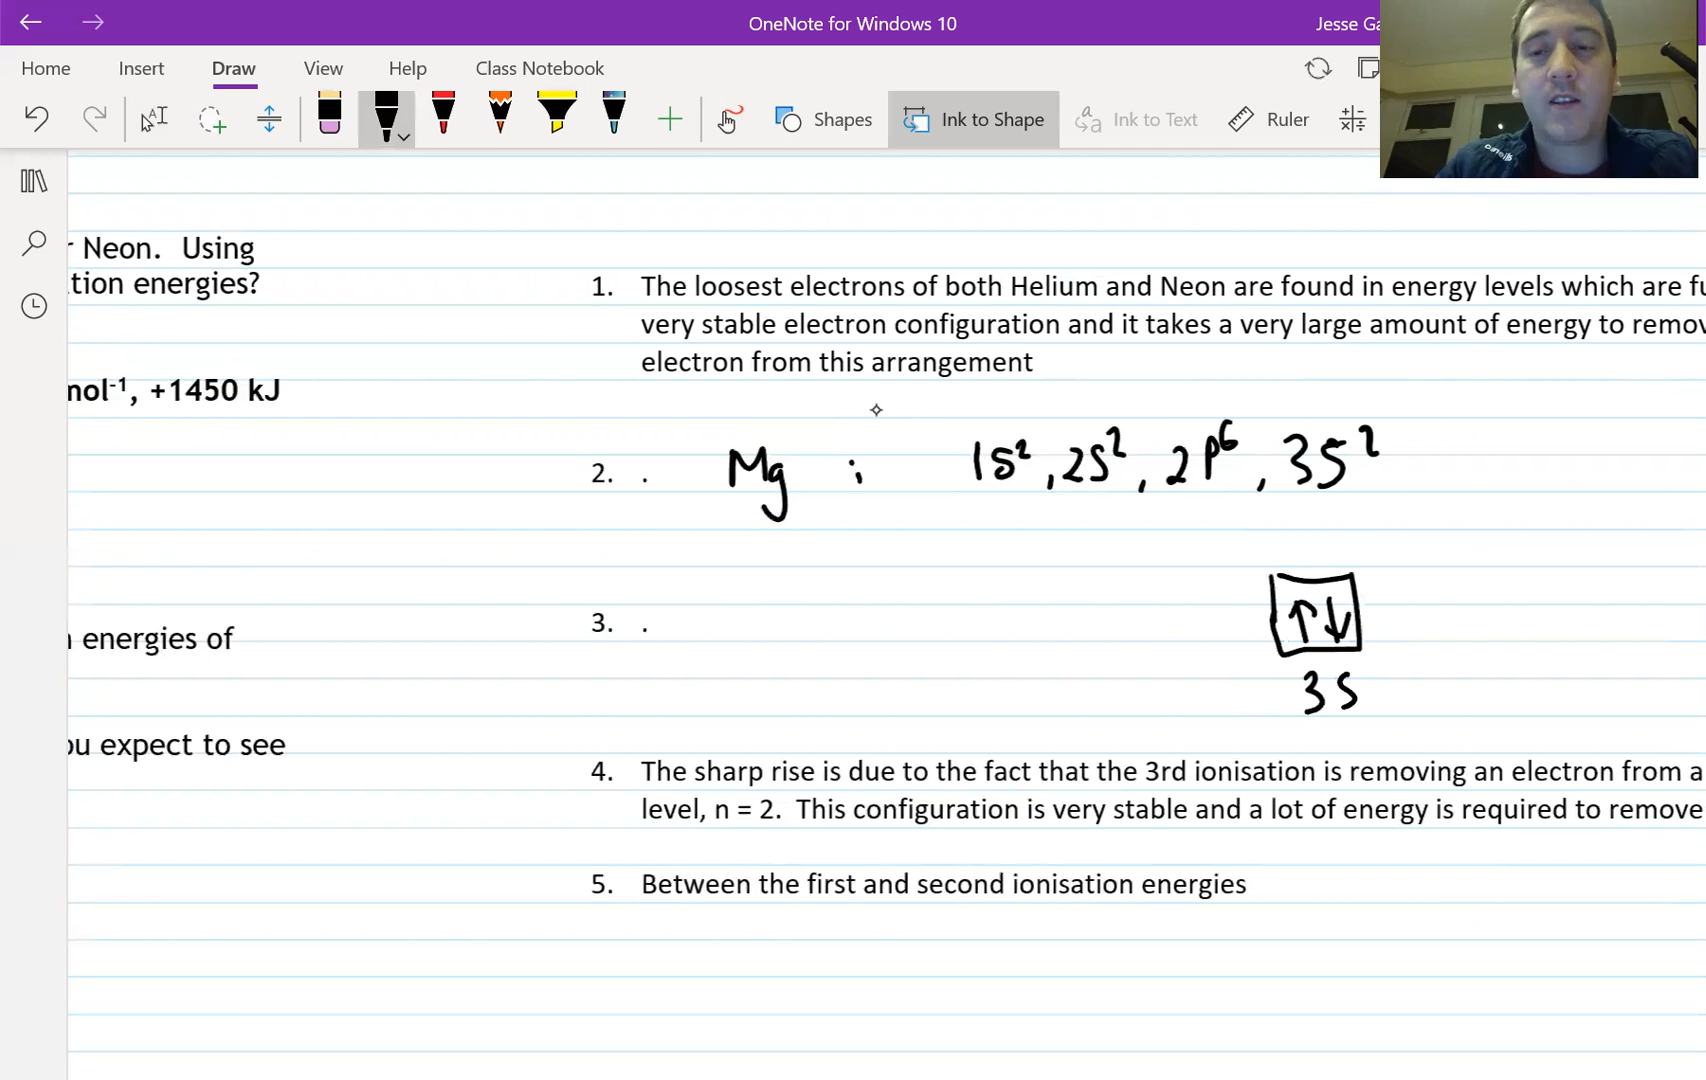 OneNote for Windows 10
Jesse Ga
Home Insert Draw View Help Class Notebook
Shapes Ink to Shape Ink to Text Ruler
r Neon. Using
tion energies?
mol-1, +1450 kJ
n energies of
ou expect to see
1. The loosest electrons of both Helium and Neon are found in energy levels which are fu
very stable electron configuration and it takes a very large amount of energy to remov
electron from this arrangement
2. . Mg : 1s², 2s², 2p⁶, 3s²
3. .
↑↓
3s
4. The sharp rise is due to the fact that the 3rd ionisation is removing an electron from a
level, n = 2. This configuration is very stable and a lot of energy is required to remove
5. Between the first and second ionisation energies